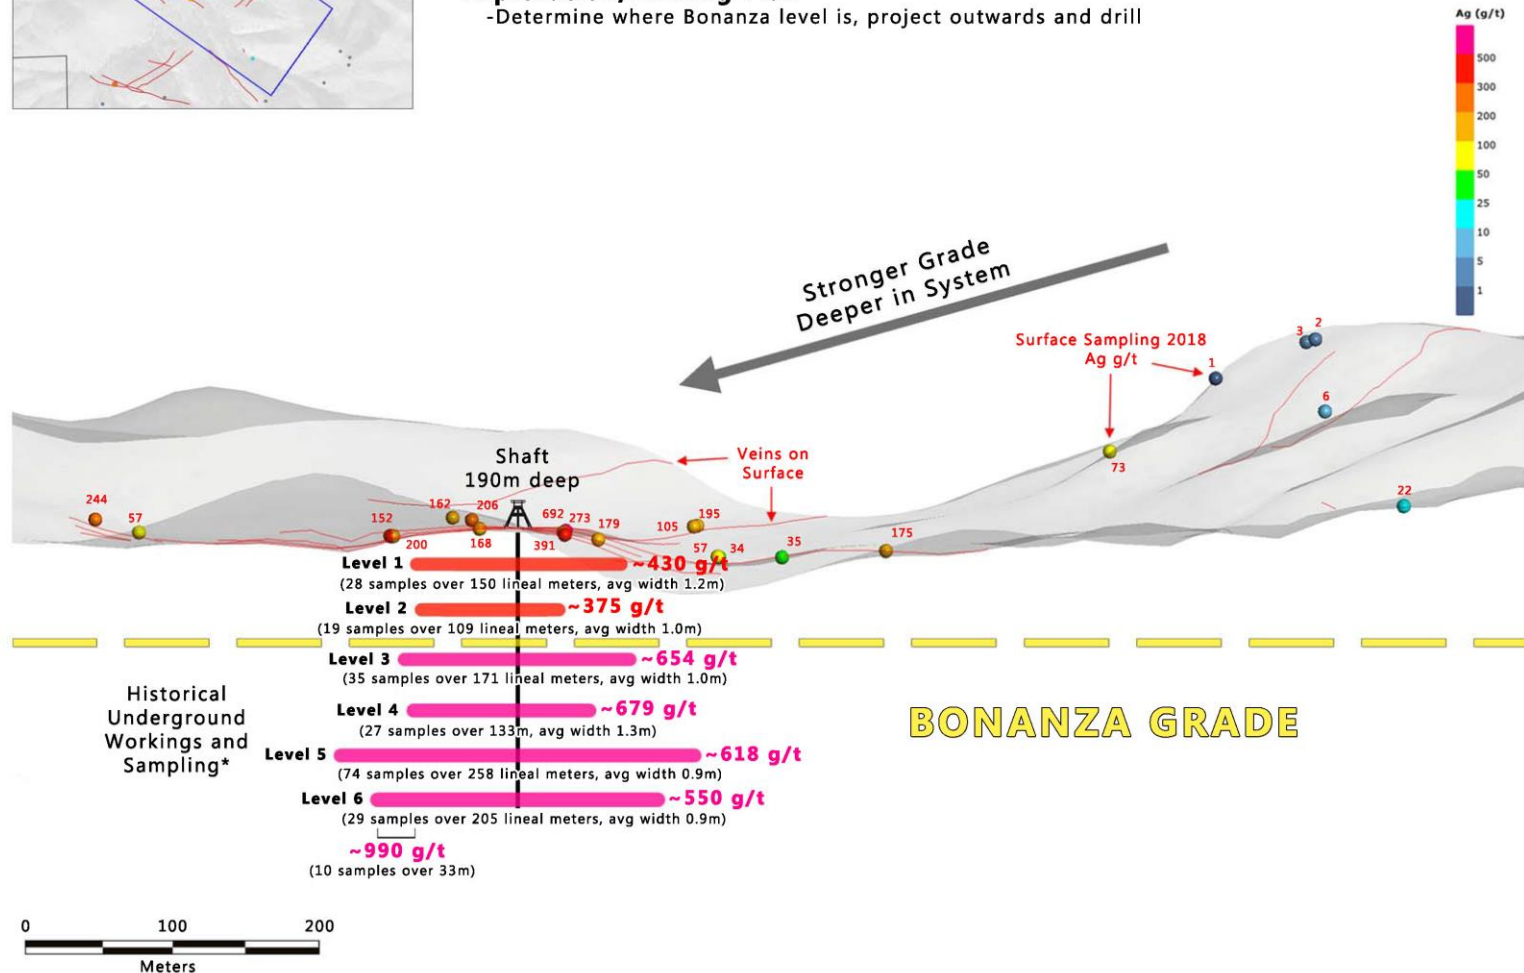 -Determine where Bonanza level is, project outwards and drill
Ag (g/t)
500
300
200
100
50
25
10
5
1
Stronger Grade
Deeper in System
Surface Sampling 2018
Ag g/t
1
3
2
6
73
22
Veins on
Surface
Shaft
190m deep
244
57
152
200
162
206
168
692
273
391
179
105
195
57
34
35
175
Level 1
~430 g/t
(28 samples over 150 lineal meters, avg width 1.2m)
Level 2
~375 g/t
(19 samples over 109 lineal meters, avg width 1.0m)
Level 3
~654 g/t
(35 samples over 171 lineal meters, avg width 1.0m)
Level 4
~679 g/t
(27 samples over 133m, avg width 1.3m)
Level 5
~618 g/t
(74 samples over 258 lineal meters, avg width 0.9m)
Level 6
~550 g/t
(29 samples over 205 lineal meters, avg width 0.9m)
~990 g/t
(10 samples over 33m)
Historical
Underground
Workings and
Sampling*
BONANZA GRADE
0 100 200
Meters